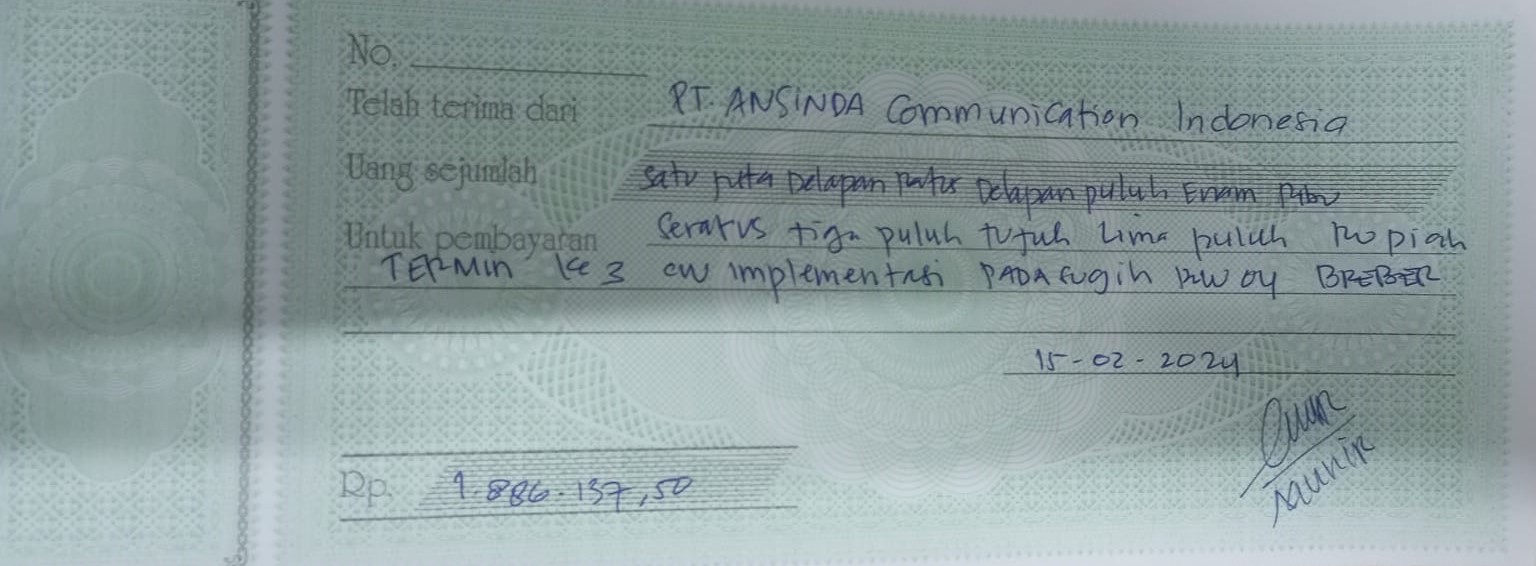 No.
Telah terima dari PT. ANSINDA Communication Indonesia
Uang sejumlah satu juta Delapan ratus Delapan puluh Enam Ribu
Untuk pembayaran Seratus tiga puluh tujuh Lima puluh Rupiah
TERMIN Ke 3 CW Implementasi PADA Sugih RW 04 BREBER
15-02-2024
Rp. 1.886.137,50
Munir